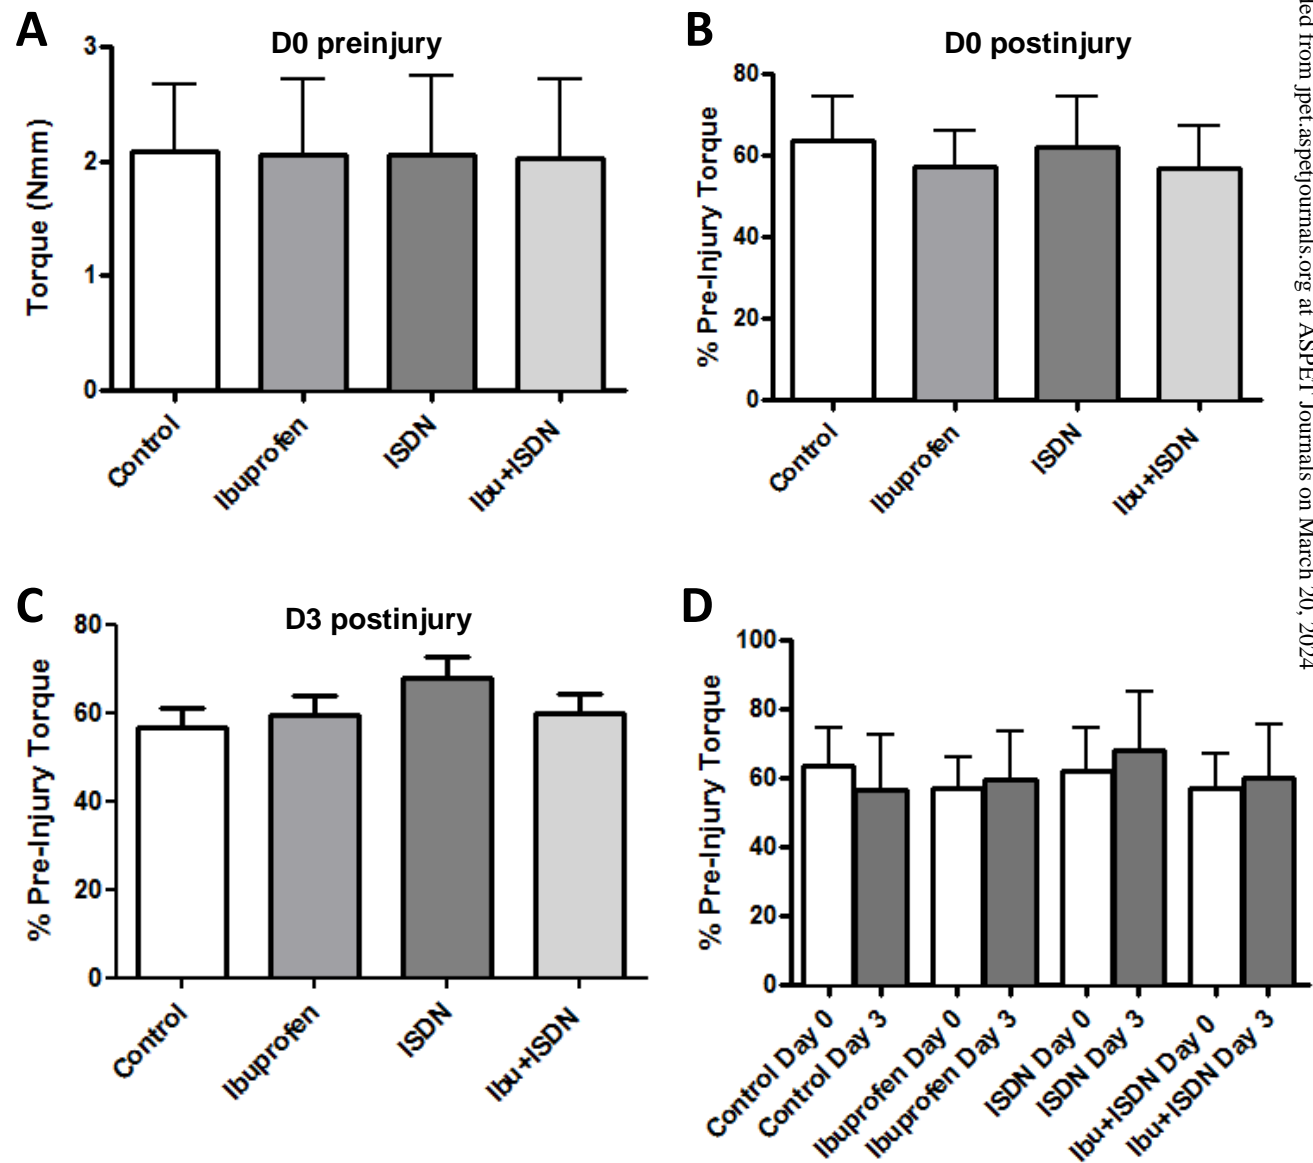 A
D0 preinjury
Torque (Nmm)
3
2
1
0
Control
Ibuprofen
ISDN
Ibu+ISDN
B
D0 postinjury
% Pre-Injury Torque
80
60
40
20
0
Control
Ibuprofen
ISDN
Ibu+ISDN
C
D3 postinjury
% Pre-Injury Torque
80
60
40
20
0
Control
Ibuprofen
ISDN
Ibu+ISDN
D
% Pre-Injury Torque
100
80
60
40
20
0
Control Day 0
Control Day 3
Ibuprofen Day 0
Ibuprofen Day 3
ISDN Day 0
ISDN Day 3
Ibu+ISDN Day 0
Ibu+ISDN Day 3
from jpet.aspetjournals.org at ASPET Journals on March 20, 2024